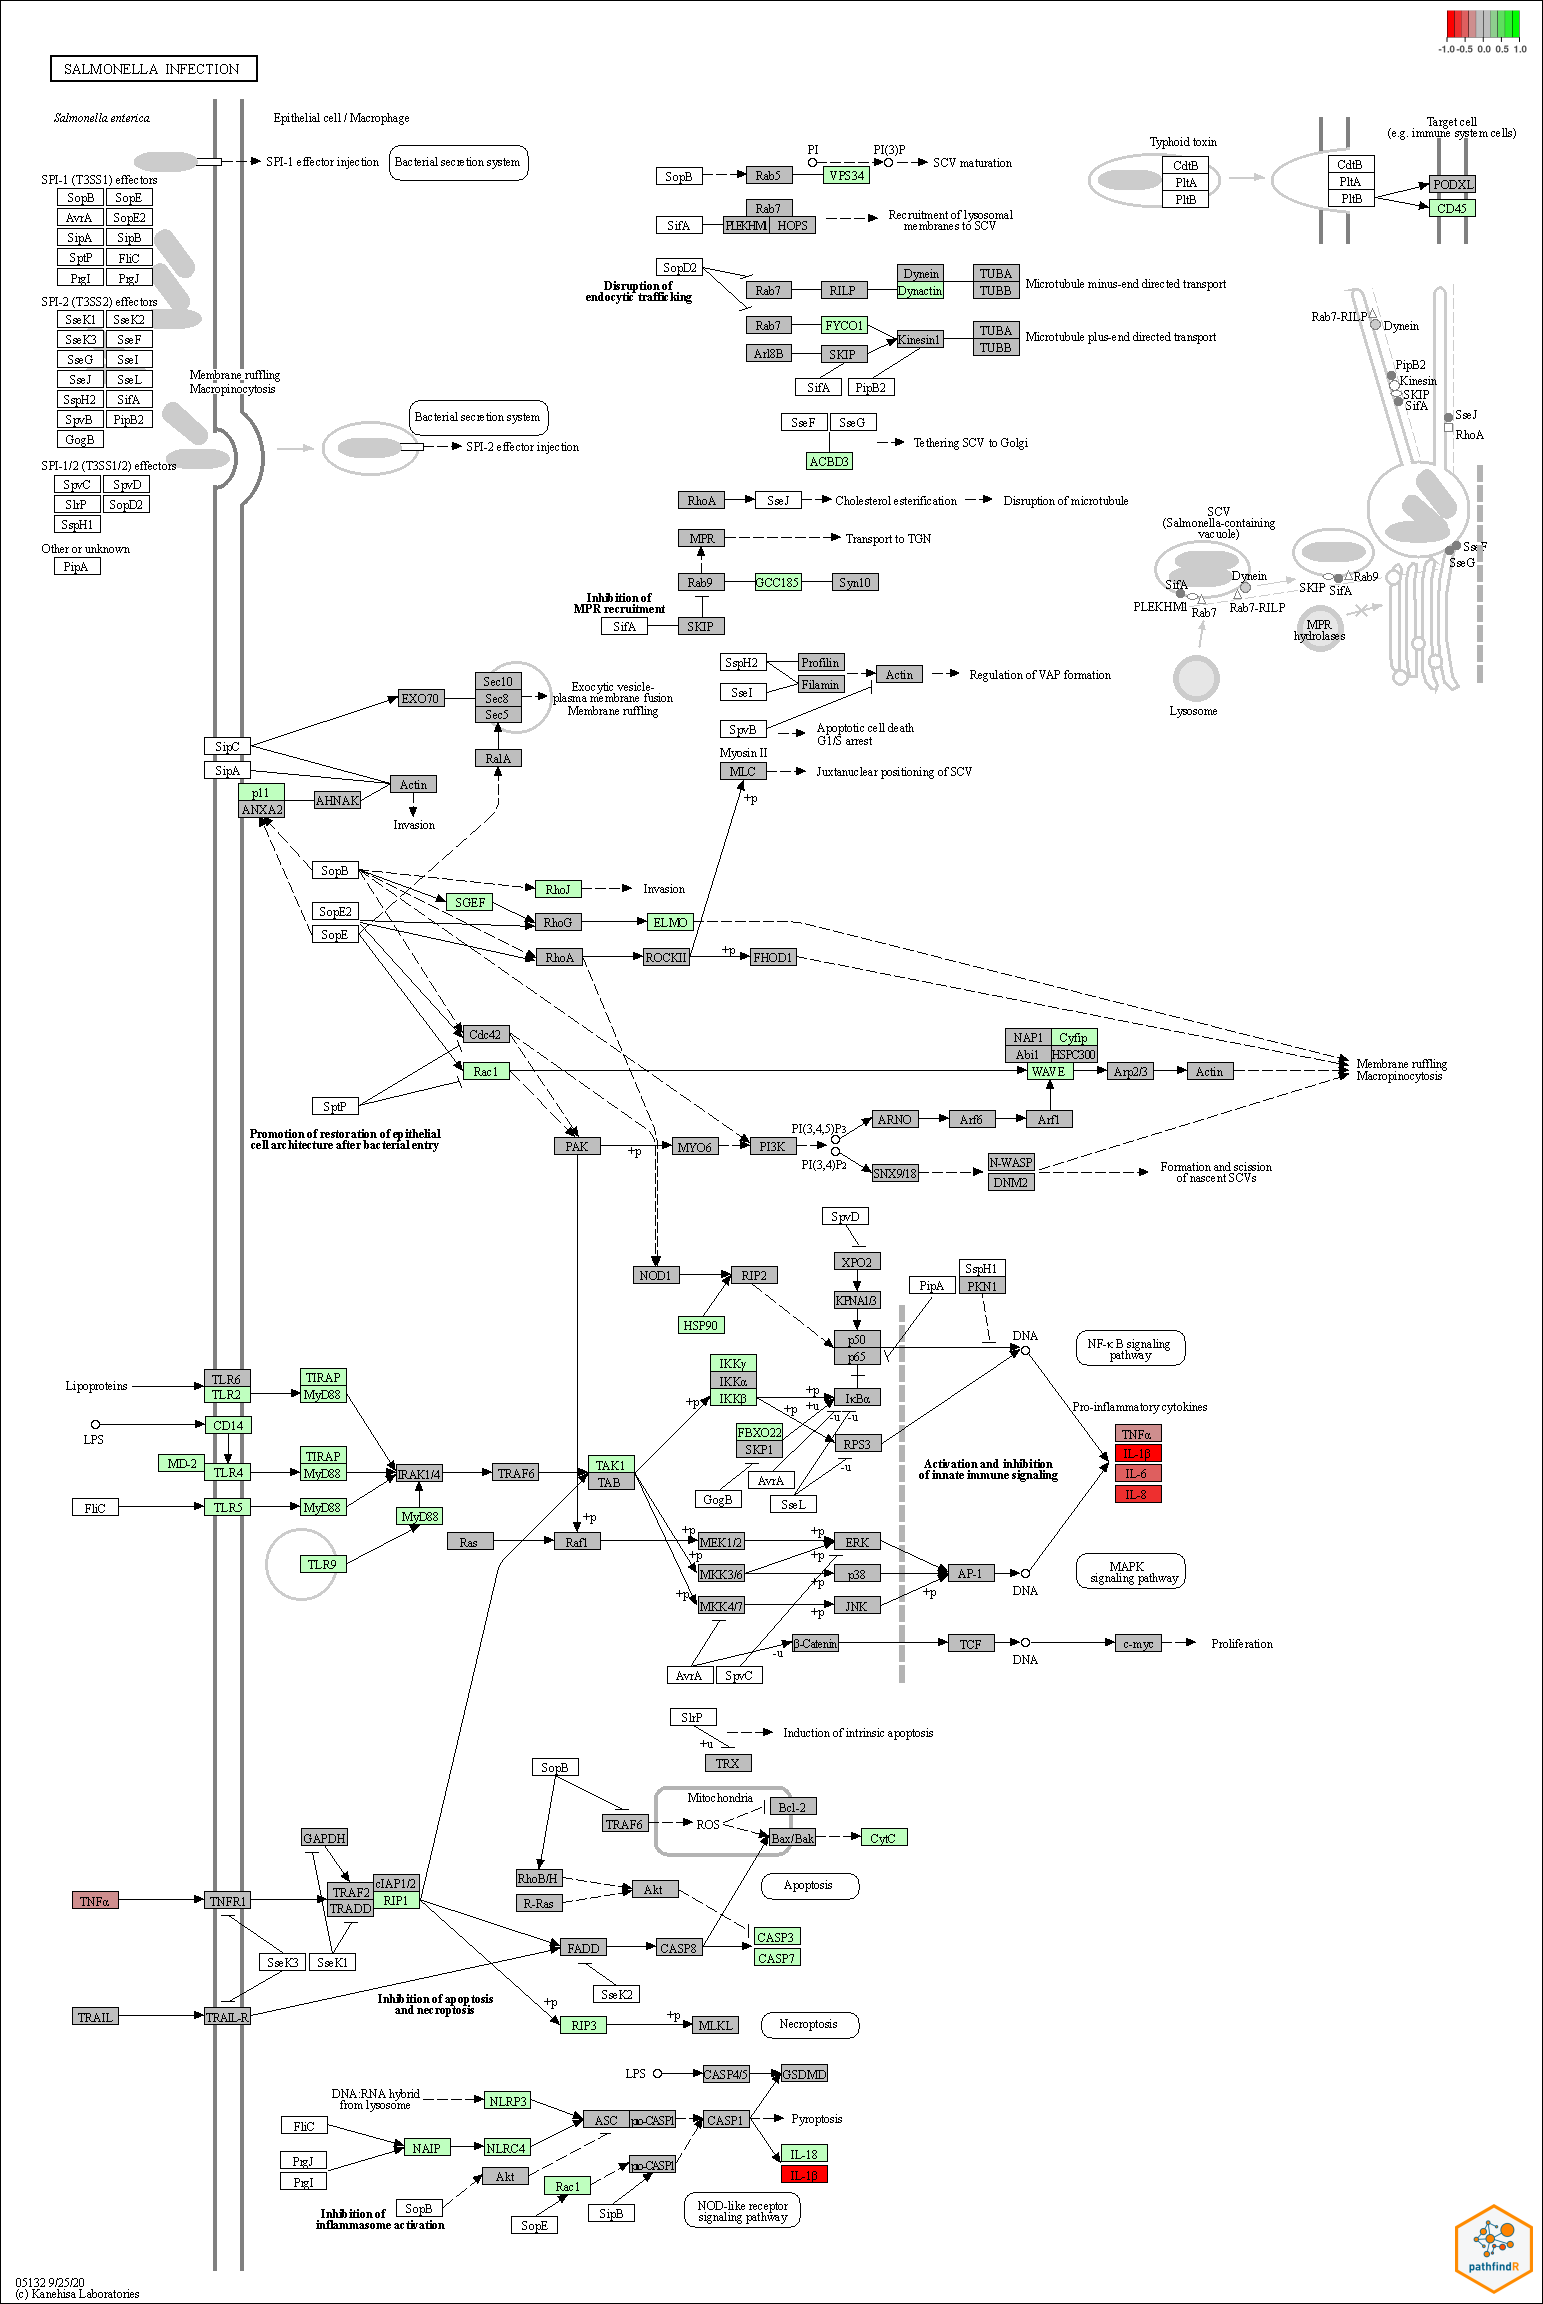 -1.0 -0.5 0.0 0.5 1.0
SALMONELLA INFECTION
Salmonella enterica
Epithelial cell / Macrophage
SPI-1 effector injection
Bacterial secretion system
SPI-1 (T3SS1) effectors
SopB SopE
AvrA SopE2
SipA SipB
SptP FliC
PrgI PrgJ
SPI-2 (T3SS2) effectors
SseK1 SseK2
SseK3 SseF
SseG SseI
SseJ SseL
SspH2 SifA
SpvB PipB2
GogB
SPI-1/2 (T3SS1/2) effectors
SpvC SpvD
SlrP SopD2
SspH1
Other or unknown
PipA
Membrane ruffling
Macropinocytosis
Bacterial secretion system
SPI-2 effector injection
PI PI(3)P
SCV maturation
SopB Rab5 VPS34
Rab7
SifA PLEKHM1 HOPS
Recruitment of lysosomal
membranes to SCV
SopD2
Disruption of
endocytic trafficking
Rab7 RILP
Dynein
Dynactin
TUBA
TUBB
Microtubule minus-end directed transport
Rab7 FYCO1
Kinesin1
TUBA
TUBB
Microtubule plus-end directed transport
Arl8B SKIP
SifA PipB2
SseF SseG
Tethering SCV to Golgi
ACBD3
RhoA SseJ Cholesterol esterification Disruption of microtubule
MPR Transport to TGN
Rab9 GCC185 Syn10
Inhibition of
MPR recruitment
SifA SKIP
Typhoid toxin
CdtB
PltA
PltB
CdtB
PltA
PltB
Target cell
(e.g. immune system cells)
PODXL
CD45
Rab7-RILP
Dynein
PipB2
Kinesin
SKIP
SifA
SseJ
RhoA
SCV
(Salmonella-containing
vacuole)
SseF
SseG
SifA Dynein
PLEKHM1 Rab7 Rab7-RILP
SKIP SifA Rab9
MPR
hydrolases
Lysosome
SspH2 Profilin
SseI Filamin
Actin Regulation of VAP formation
SpvB
Apoptotic cell death
G1/S arrest
Myosin II
MLC Juxtanuclear positioning of SCV
+p
EXO70
Sec10
Sec8
Sec5
Exocytic vesicle-
plasma membrane fusion
Membrane ruffling
RalA
SipC
SipA
p11
ANXA2
AHNAK
Actin
Invasion
SopB
RhoJ Invasion
SGEF
SopE2
RhoG ELMO
SopE
RhoA ROCKII +p FHOD1
Cdc42
Rac1
SptP
NAP1 Cyfip
Abi1 HSPC300
WAVE Arp2/3 Actin
Membrane ruffling
Macropinocytosis
Promotion of restoration of epithelial
cell architecture after bacterial entry
PAK +p MYO6 PI3K
PI(3,4,5)P3
PI(3,4)P2
ARNO Arf6 Arf1
SNX9/18
N-WASP
DNM2
Formation and scission
of nascent SCVs
SpvD
XPO2
KPNA1/3
p50
p65
NOD1 RIP2
HSP90
PipA
SspH1
PKN1
DNA
NF-κB signaling
pathway
IKKγ
IKKα
IKKβ
+p
+p
+u
+p
IκBα
-u -u
+p
FBXO22
SKP1
RPS3
-u
AvrA
GogB SseL
Activation and inhibition
of innate immune signaling
Pro-inflammatory cytokines
TNFα
IL-1β
IL-6
IL-8
Lipoproteins
TLR6
TLR2
TIRAP
MyD88
LPS
CD14
MD-2
TLR4
TIRAP
MyD88
IRAK1/4 TRAF6
TAK1
TAB
FliC TLR5 MyD88
MyD88
TLR9
Ras Raf1
+p
+p
MEK1/2 +p ERK
+p
MKK3/6 +p p38
+p
+p
MKK4/7 +p JNK
AP-1
+p
DNA
MAPK
signaling pathway
β-Catenin TCF DNA c-myc Proliferation
-u
AvrA SpvC
SlrP
Induction of intrinsic apoptosis
+u
TRX
SopB
Mitochondria
TRAF6 ROS
Bcl-2
Bax/Bak
CytC
RhoB/H
R-Ras
Akt
Apoptosis
GAPDH
TNFα TNFR1
TRAF2
TRADD
cIAP1/2
RIP1
SseK3 SseK1
FADD CASP8
CASP3
CASP7
SseK2
TRAIL TRAIL-R
Inhibition of apoptosis
and necroptosis
+p
RIP3 +p MLKL
Necroptosis
LPS CASP4/5 GSDMD
DNA:RNA hybrid
from lysosome
NLRP3
ASC pro-CASP1 CASP1 Pyroptosis
FliC
NAIP NLRC4
PrgJ
PrgI
Akt
pro-CASP1
IL-18
IL-1β
Rac1
SopB
SopE SipB
Inhibition of
inflammasome activation
NOD-like receptor
signaling pathway
pathfindR
05132 9/25/20
(c) Kanehisa Laboratories